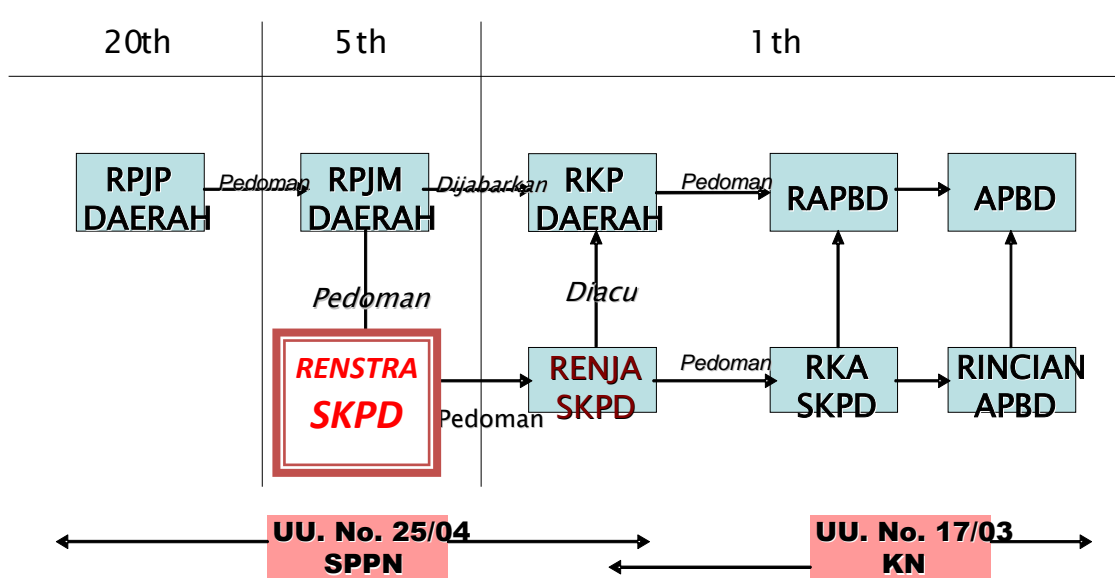 20th
5th
1th
RPJP
DAERAH
Pedoman
RPJM
DAERAH
Dijabarkan
RKP
DAERAH
Pedoman
RAPBD
APBD
Pedoman
Diacu
RENSTRA
SKPD
Pedoman
RENJA
SKPD
Pedoman
RKA
SKPD
RINCIAN
APBD
UU. No. 25/04
SPPN
UU. No. 17/03
KN